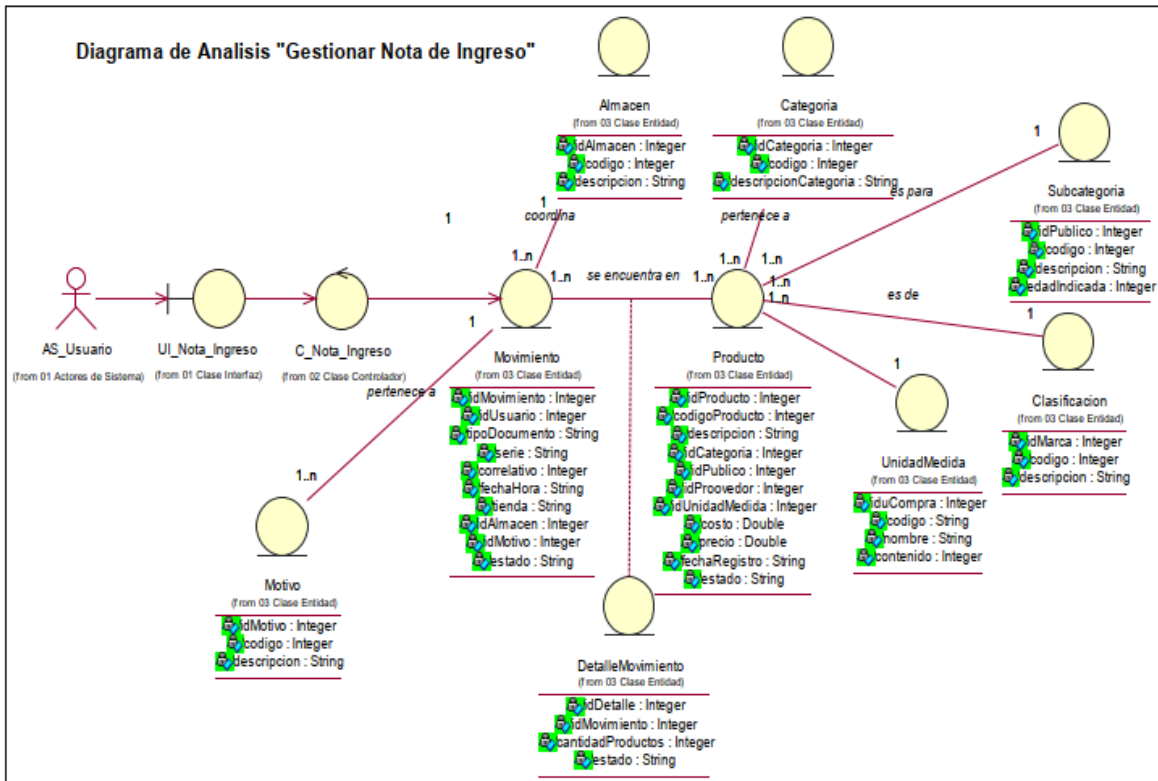 Diagrama de Analisis "Gestionar Nota de Ingreso"
Almacen
(from 03 Clase Entidad)
idAlmacen : Integer
codigo : Integer
descripcion : String
Categoria
(from 03 Clase Entidad)
idCategoria : Integer
codigo : Integer
descripcionCategoria : String
Subcategoria
(from 03 Clase Entidad)
idPublico : Integer
codigo : Integer
descripcion : String
edadIndicada : Integer
1
1
coordina
1..n
pertenece a
1..n
1..n
es para
1
AS_Usuario
(from 01 Actores de Sistema)
UI_Nota_Ingreso
(from 01 Clase Interfaz)
C_Nota_Ingreso
(from 02 Clase Controlador)
1..n
se encuentra en
1..n
1..n
1..n
es de
1
1
1
pertenece a
1..n
Movimiento
(from 03 Clase Entidad)
idMovimiento : Integer
idUsuario : Integer
tipoDocumento : String
serie : String
correlativo : Integer
fechaHora : String
tienda : String
idAlmacen : Integer
idMotivo : Integer
estado : String
Producto
(from 03 Clase Entidad)
idProducto : Integer
codigoProducto : Integer
descripcion : String
idCategoria : Integer
idPublico : Integer
idProovedor : Integer
idUnidadMedida : Integer
costo : Double
precio : Double
fechaRegistro : String
estado : String
Clasificacion
(from 03 Clase Entidad)
idMarca : Integer
codigo : Integer
descripcion : String
UnidadMedida
(from 03 Clase Entidad)
iduCompra : Integer
codigo : String
nombre : String
contenido : Integer
Motivo
(from 03 Clase Entidad)
idMotivo : Integer
codigo : Integer
descripcion : String
DetalleMovimiento
(from 03 Clase Entidad)
idDetalle : Integer
idMovimiento : Integer
cantidadProductos : Integer
estado : String